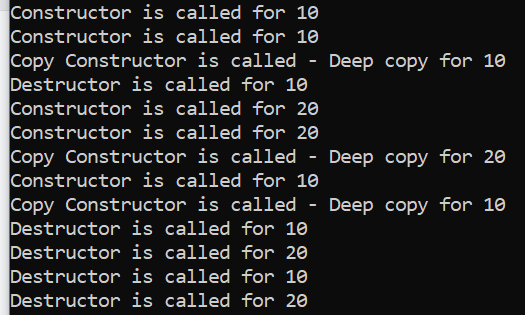 Constructor is called for 10
Constructor is called for 10
Copy Constructor is called - Deep copy for 10
Destructor is called for 10
Constructor is called for 20
Constructor is called for 20
Copy Constructor is called - Deep copy for 20
Constructor is called for 10
Copy Constructor is called - Deep copy for 10
Destructor is called for 10
Destructor is called for 20
Destructor is called for 10
Destructor is called for 20